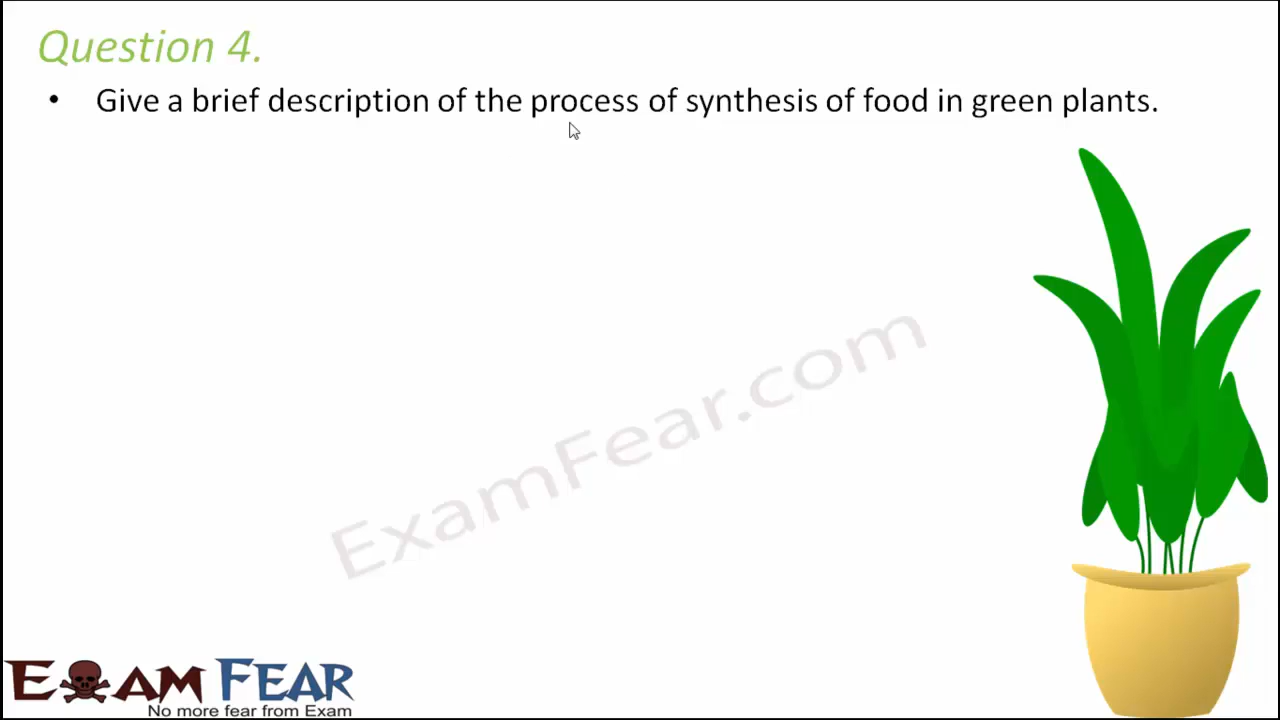 Question 4.
• Give a brief description of the process of synthesis of food in green plants.
ExamFear.com
EXAM FEAR
No more fear from Exam